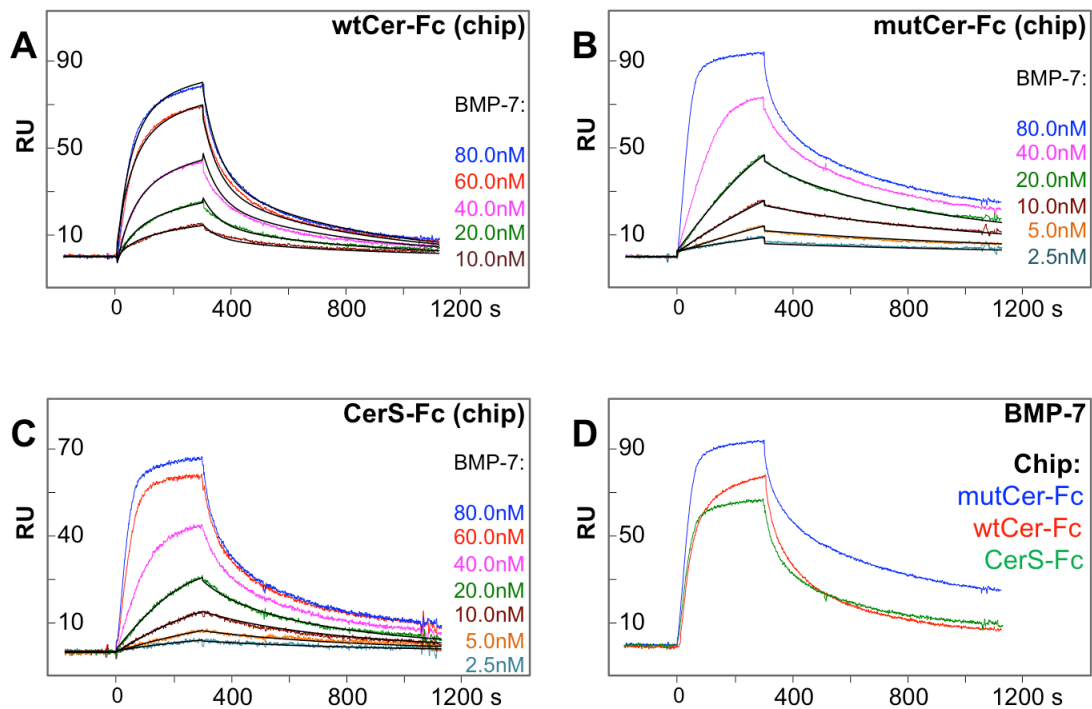 A
wtCer-Fc (chip)
RU
90
50
10
BMP-7:
80.0nM
60.0nM
40.0nM
20.0nM
10.0nM
0 400 800 1200 s
B
mutCer-Fc (chip)
RU
90
50
10
BMP-7:
80.0nM
40.0nM
20.0nM
10.0nM
5.0nM
2.5nM
0 400 800 1200 s
C
CerS-Fc (chip)
RU
70
40
10
BMP-7:
80.0nM
60.0nM
40.0nM
20.0nM
10.0nM
5.0nM
2.5nM
0 400 800 1200 s
D
BMP-7
RU
90
50
10
Chip:
mutCer-Fc
wtCer-Fc
CerS-Fc
0 400 800 1200 s